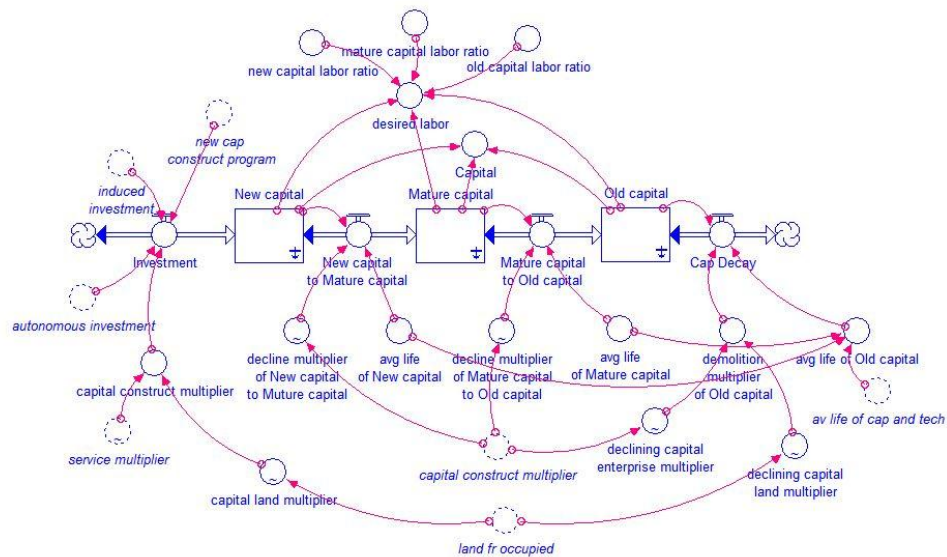 mature capital labor ratio
new capital labor ratio
old capital labor ratio
desired labor
new cap
construct program
Capital
induced
investment
New capital
Mature capital
Old capital
Investment
New capital
to Mature capital
Mature capital
to Old capital
Cap Decay
autonomous investment
decline multiplier
of New capital
to Muture capital
avg life
of New capital
decline multiplier
of Mature capital
to Old capital
avg life
of Mature capital
demolition
multiplier
of Old capital
avg life of Old capital
capital construct multiplier
av life of cap and tech
service multiplier
capital construct multiplier
declining capital
enterprise multiplier
declining capital
land multiplier
capital land multiplier
land fr occupied